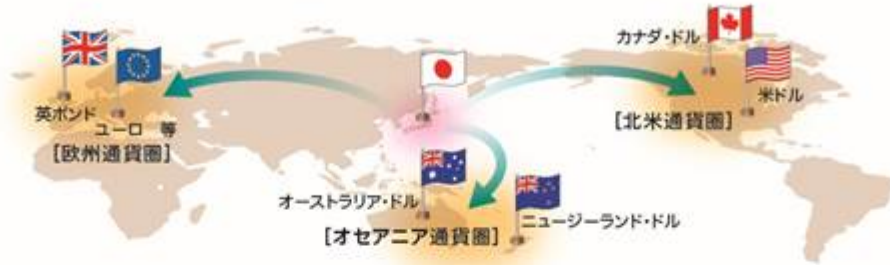 英ポンド
ユーロ 等
[欧州通貨圏]
カナダ・ドル
米ドル
[北米通貨圏]
オーストラリア・ドル
ニュージーランド・ドル
[オセアニア通貨圏]